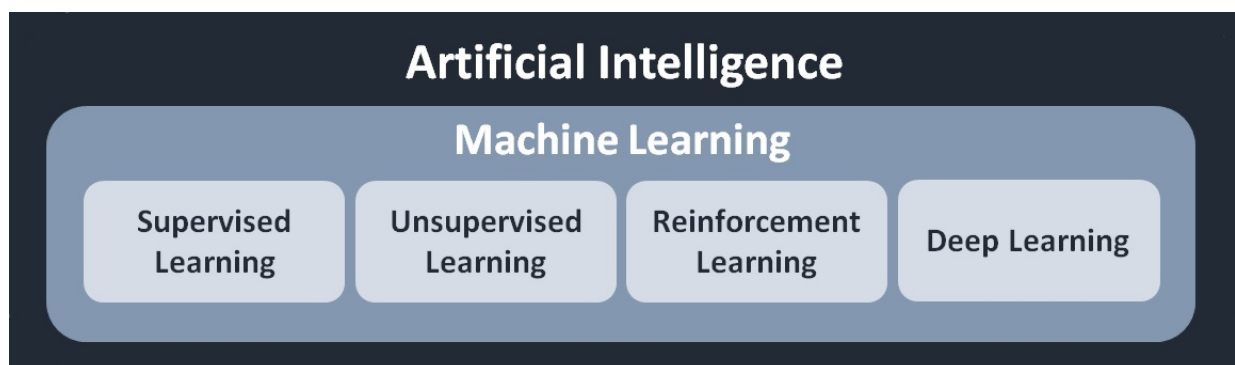 Artificial Intelligence
Machine Learning
Supervised
Learning
Unsupervised
Learning
Reinforcement
Learning
Deep Learning